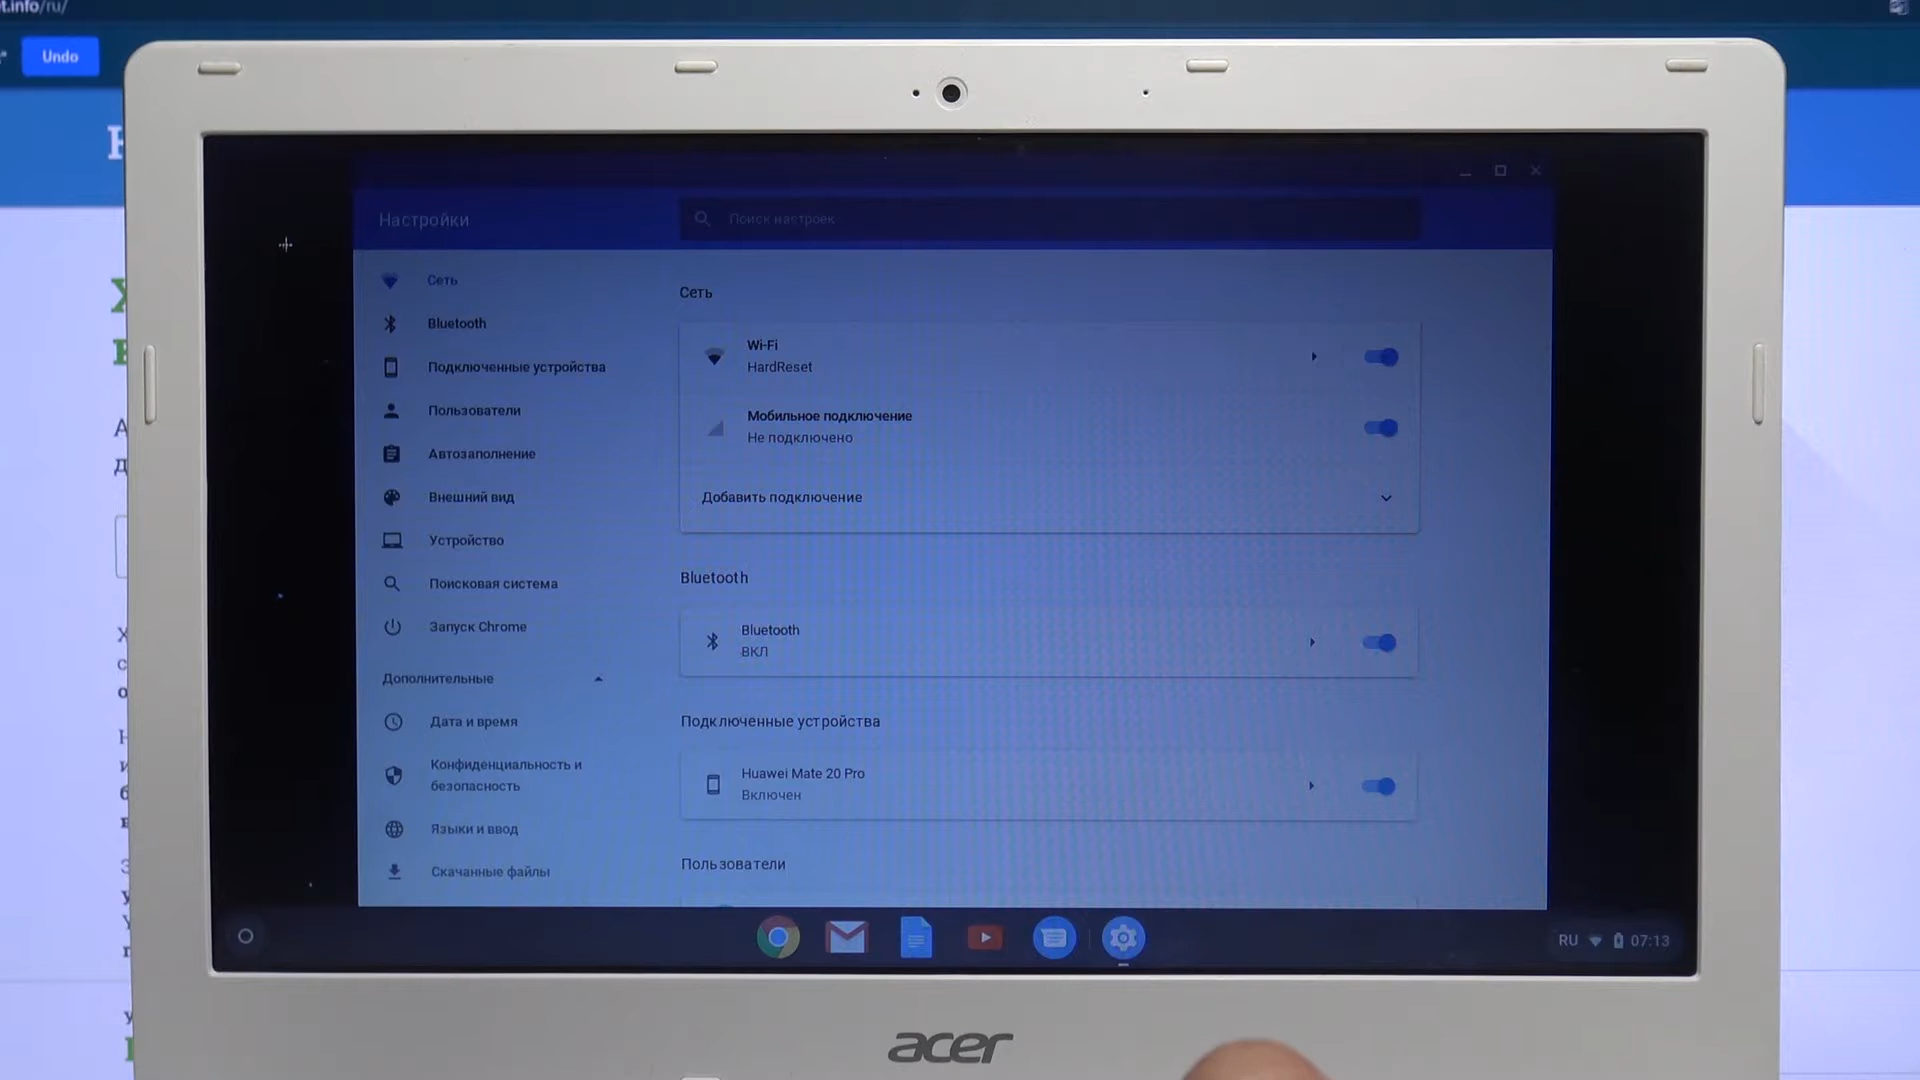 t.info/ru/
Undo
Настройки
Поиск настроек
Сеть
Bluetooth
Подключенные устройства
Пользователи
Автозаполнение
Внешний вид
Устройство
Поисковая система
Запуск Chrome
Дополнительные
Дата и время
Конфиденциальность и
безопасность
Языки и ввод
Скачанные файлы
Сеть
Wi-Fi
HardReset
Мобильное подключение
Не подключено
Добавить подключение
Bluetooth
Bluetooth
ВКЛ
Подключенные устройства
Huawei Mate 20 Pro
Включен
Пользователи
RU 07:13
acer